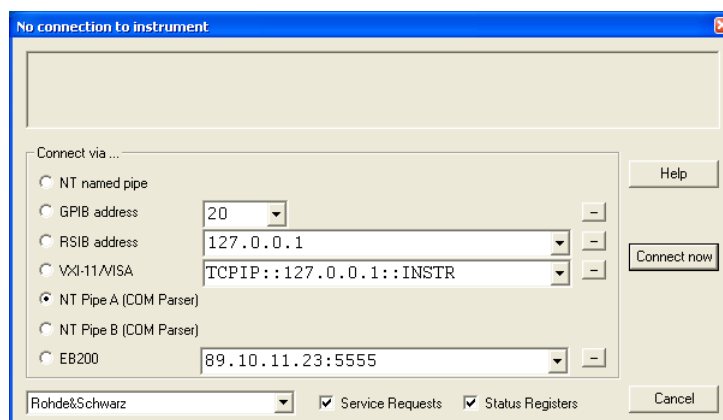 No connection to instrument
Connect via ...
NT named pipe
Help
GPIB address 20 –
RSIB address 127.0.0.1 –
Connect now
VXI-11/VISA TCPIP::127.0.0.1::INSTR –
NT Pipe A (COM Parser)
NT Pipe B (COM Parser)
EB200 89.10.11.23:5555 –
Rohde&Schwarz Service Requests Status Registers Cancel